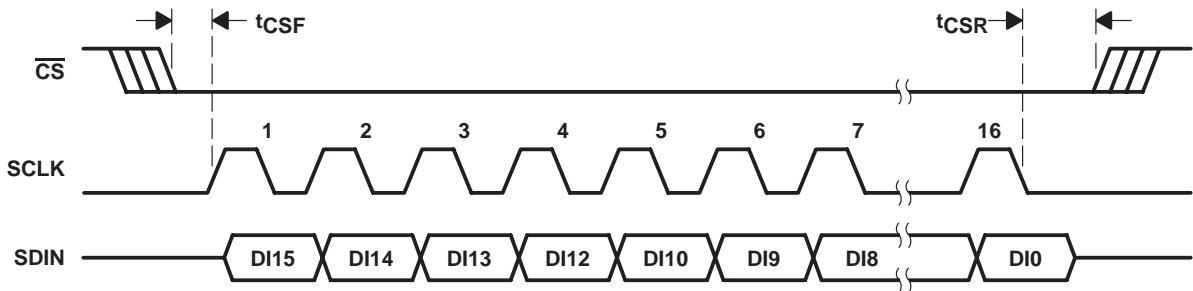 tCSF tCSR
CS
1 2 3 4 5 6 7 16
SCLK
SDIN DI15 DI14 DI13 DI12 DI10 DI9 DI8 DI0